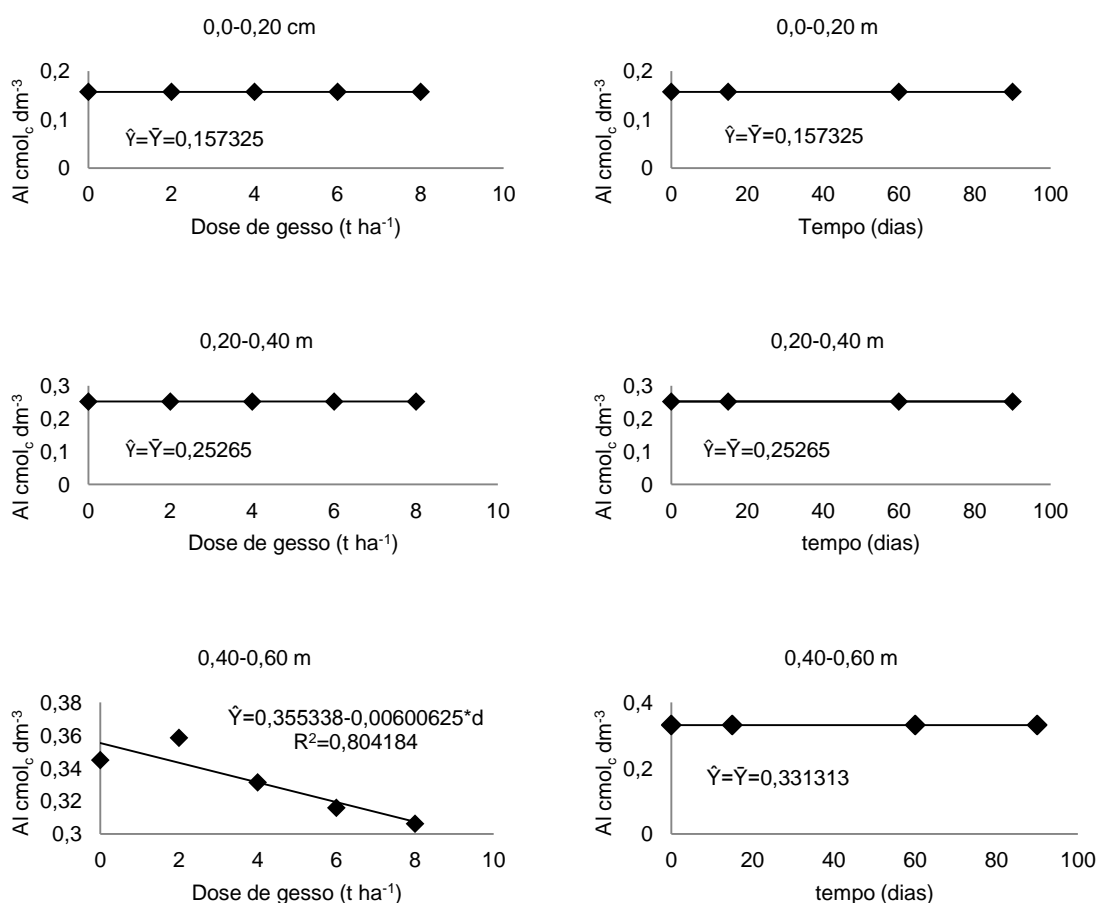 0,0-0,20 cm
Al cmol_c dm⁻³
0,2
0,1
0
Ŷ=Ȳ=0,157325
0 2 4 6 8 10
Dose de gesso (t ha⁻¹)
0,0-0,20 m
Al cmol_c dm⁻³
0,2
0,1
0
Ŷ=Ȳ=0,157325
0 20 40 60 80 100
Tempo (dias)
0,20-0,40 m
Al cmol_c dm⁻³
0,3
0,2
0,1
0
Ŷ=Ȳ=0,25265
0 2 4 6 8 10
Dose de gesso (t ha⁻¹)
0,20-0,40 m
Al cmol_c dm⁻³
0,3
0,2
0,1
0
Ŷ=Ȳ=0,25265
0 20 40 60 80 100
tempo (dias)
0,40-0,60 m
Al cmol_c dm⁻³
0,38
0,36
0,34
0,32
0,3
Ŷ=0,355338-0,00600625*d
R²=0,804184
0 2 4 6 8 10
Dose de gesso (t ha⁻¹)
0,40-0,60 m
Al cmol_c dm⁻³
0,4
0,2
0
Ŷ=Ȳ=0,331313
0 20 40 60 80 100
tempo (dias)